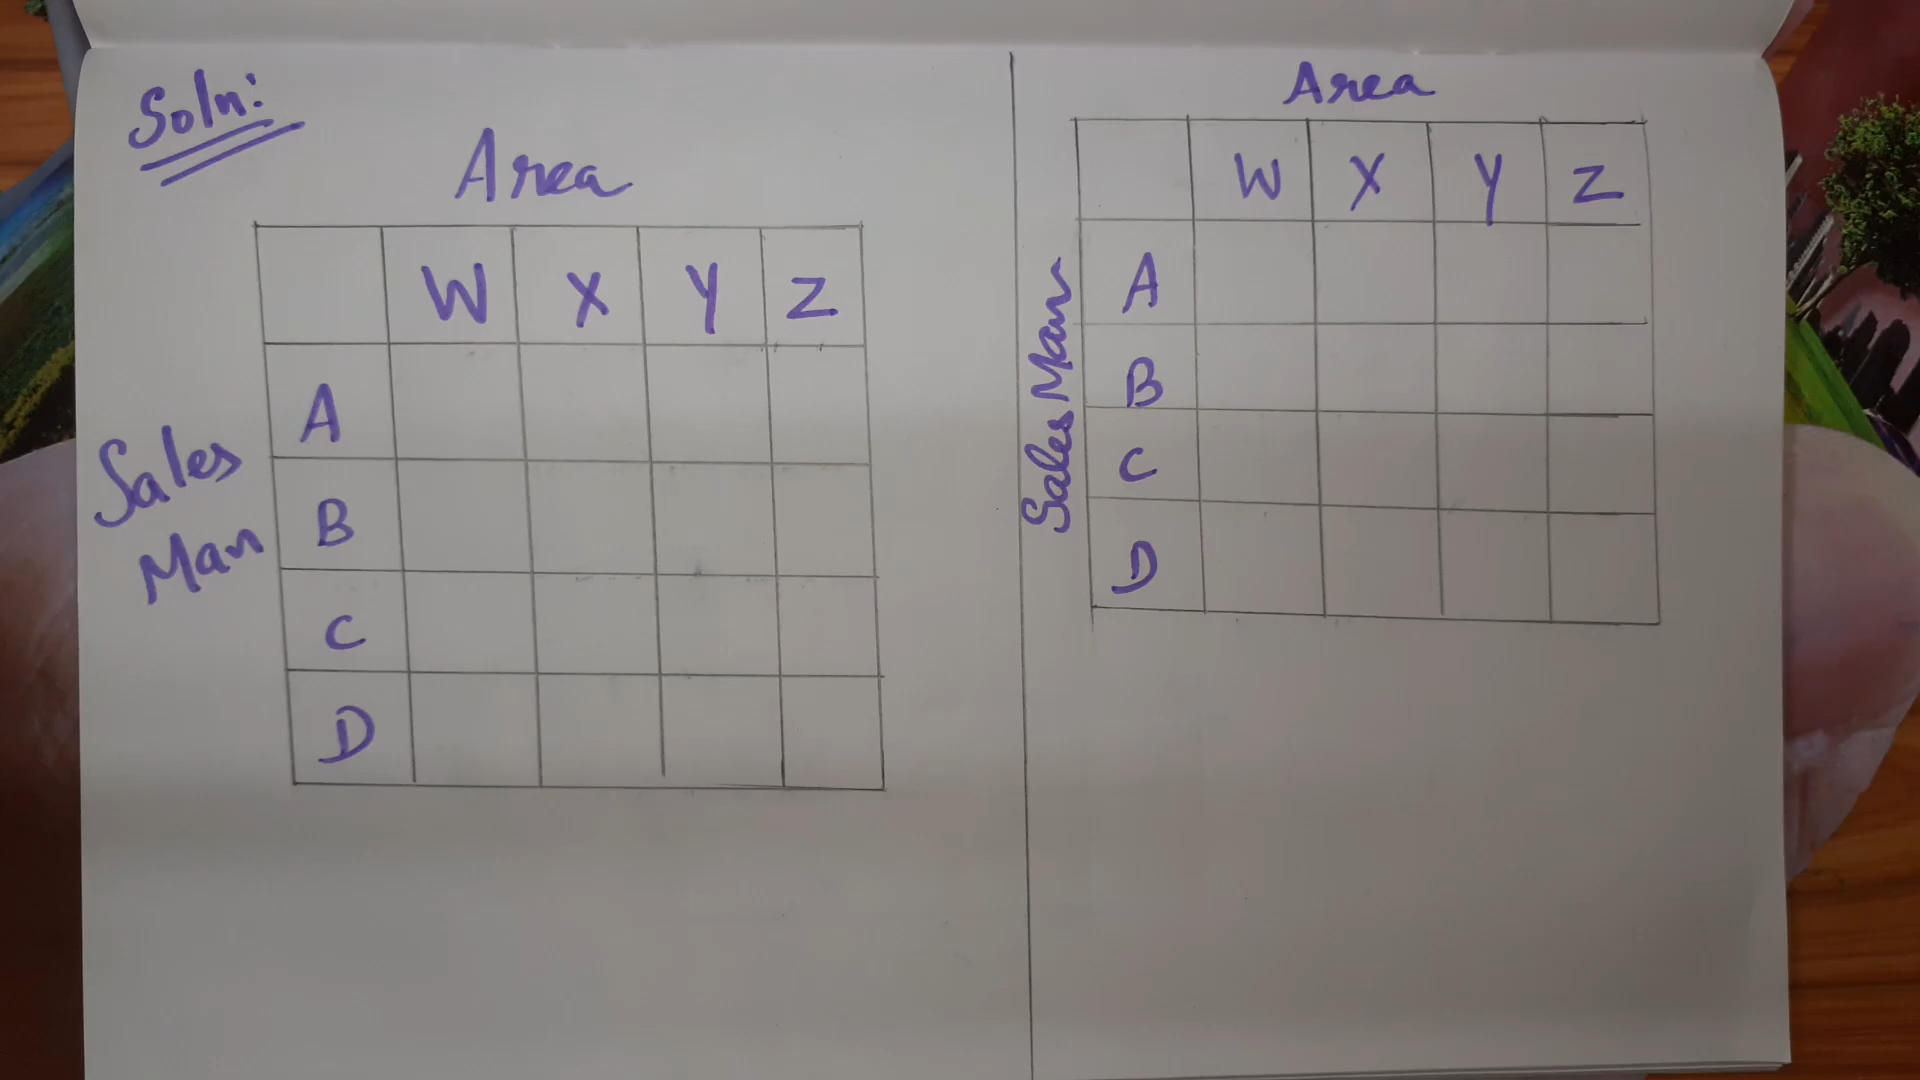 Soln:
Area
W X Y Z
A
B
C
D
Sales
Man
Area
W X Y Z
A
B
C
D
Sales Man